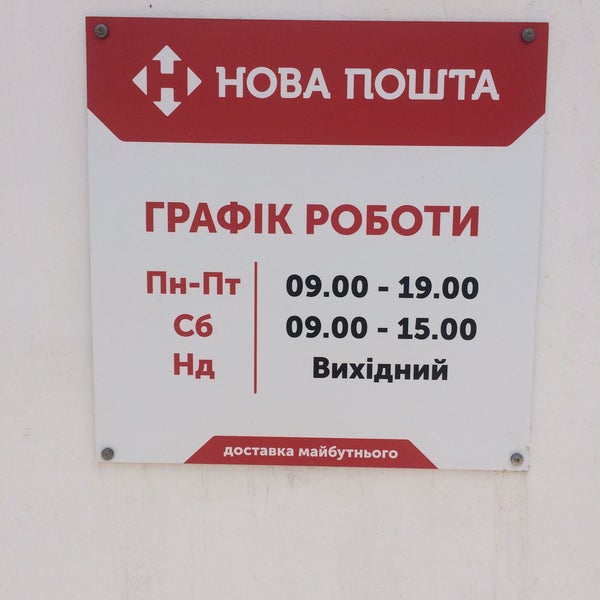 НОВА ПОШТА
ГРАФІК РОБОТИ
Пн-Пт 09.00 - 19.00
Сб 09.00 - 15.00
Нд Вихідний
доставка майбутнього